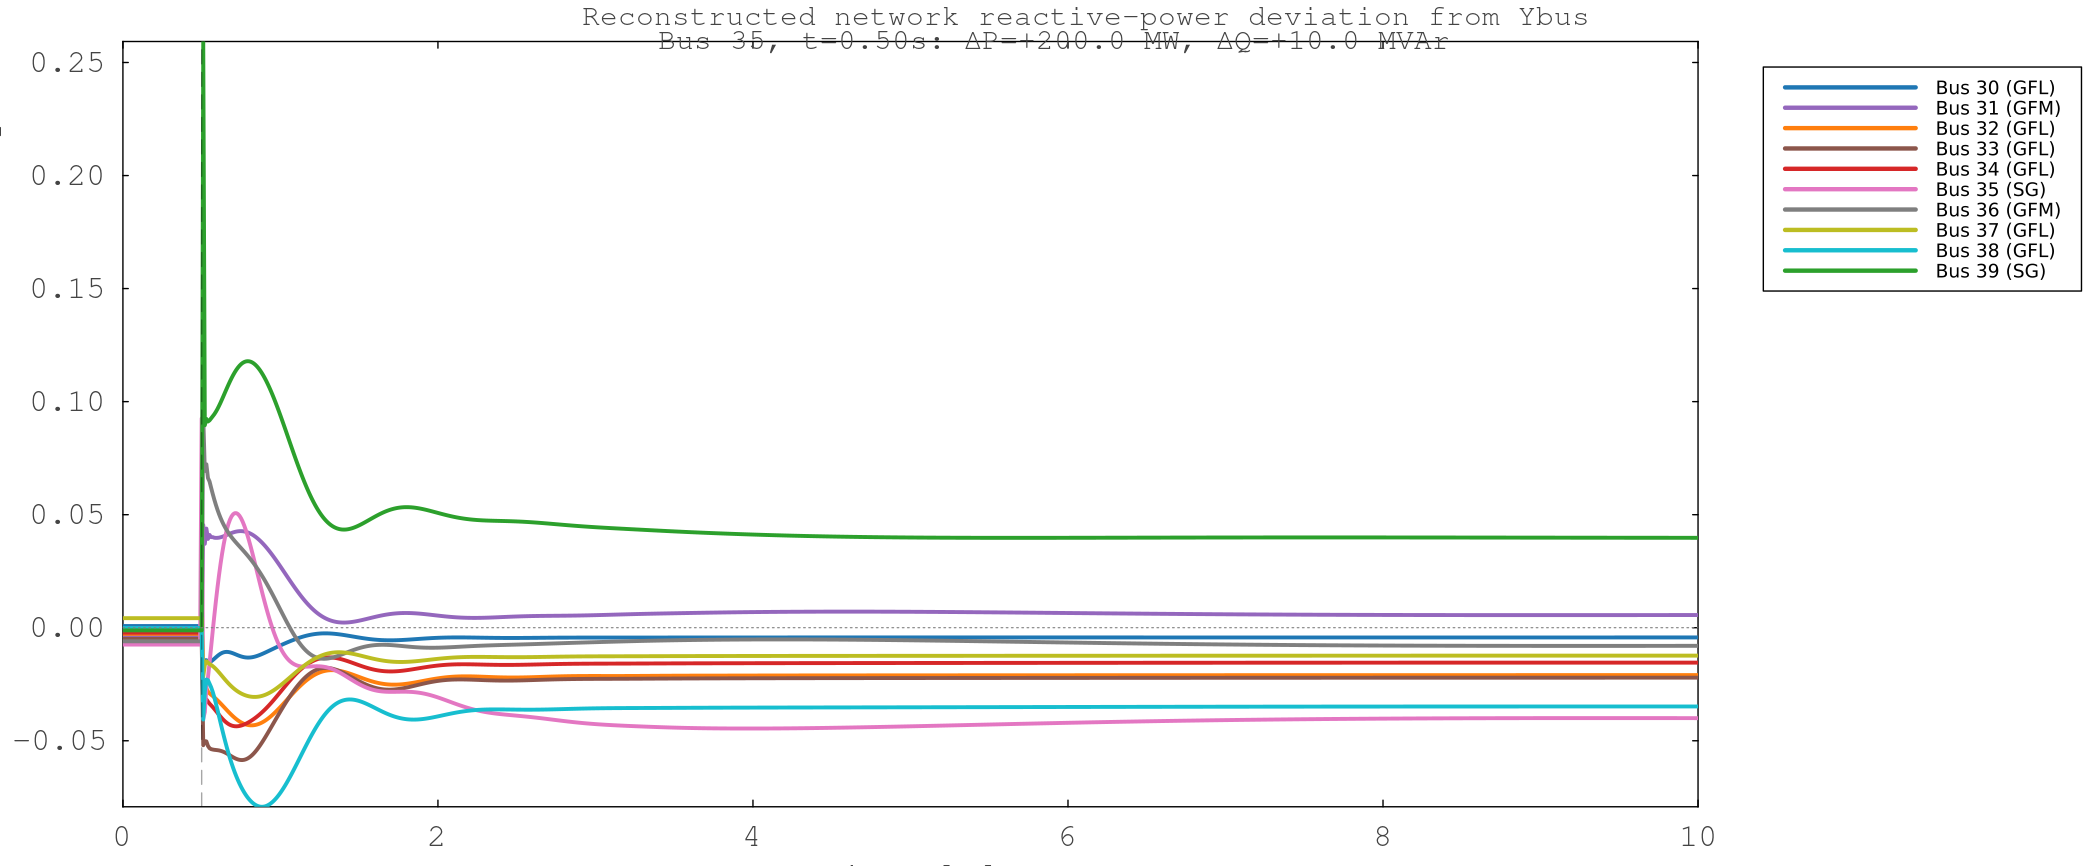 Reconstructed network reactive-power deviation from Ybus
Bus 35, t=0.50s: ΔP=+200.0 MW, ΔQ=+10.0 MVAr
0.25
0.20
0.15
0.10
0.05
0.00
-0.05
0 2 4 6 8 10
Bus 30 (GFL)
Bus 31 (GFM)
Bus 32 (GFL)
Bus 33 (GFL)
Bus 34 (GFL)
Bus 35 (SG)
Bus 36 (GFM)
Bus 37 (GFL)
Bus 38 (GFL)
Bus 39 (SG)